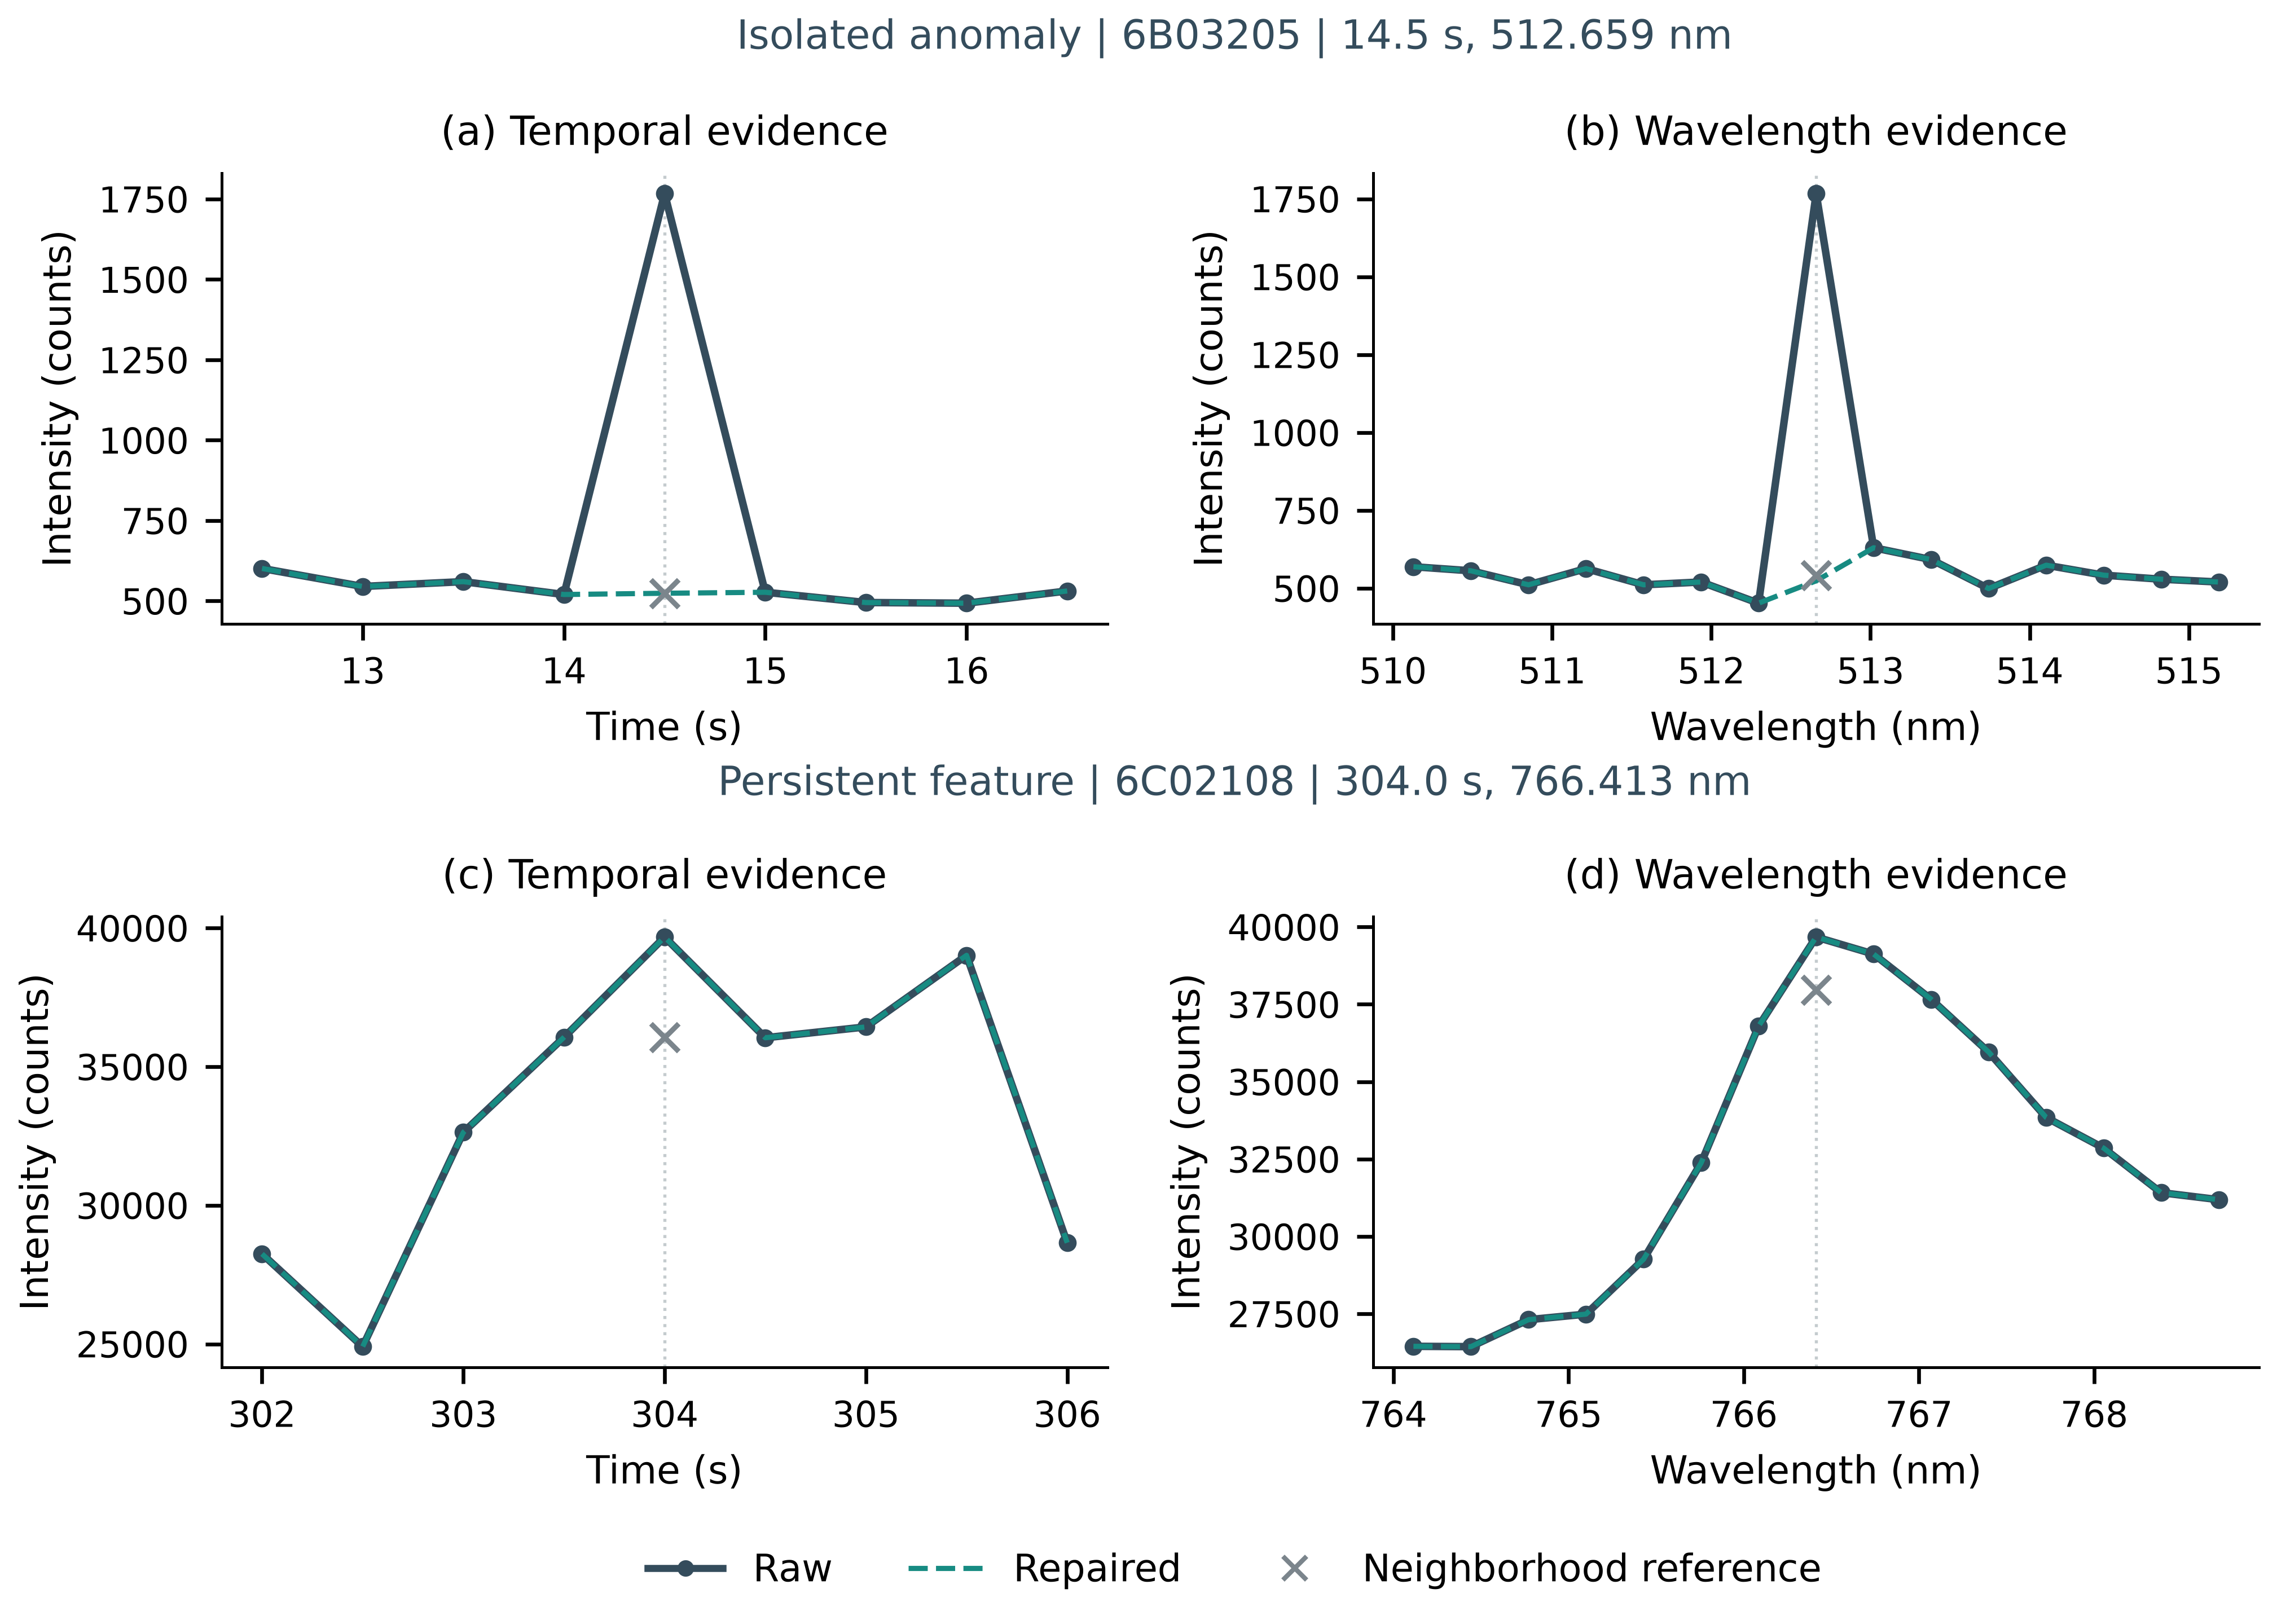 Isolated anomaly | 6B03205 | 14.5 s, 512.659 nm
(a) Temporal evidence
Intensity (counts)
1750
1500
1250
1000
750
500
13 14 15 16
Time (s)
(b) Wavelength evidence
Intensity (counts)
1750
1500
1250
1000
750
500
510 511 512 513 514 515
Wavelength (nm)
Persistent feature | 6C02108 | 304.0 s, 766.413 nm
(c) Temporal evidence
Intensity (counts)
40000
35000
30000
25000
302 303 304 305 306
Time (s)
(d) Wavelength evidence
Intensity (counts)
40000
37500
35000
32500
30000
27500
764 765 766 767 768
Wavelength (nm)
Raw Repaired Neighborhood reference